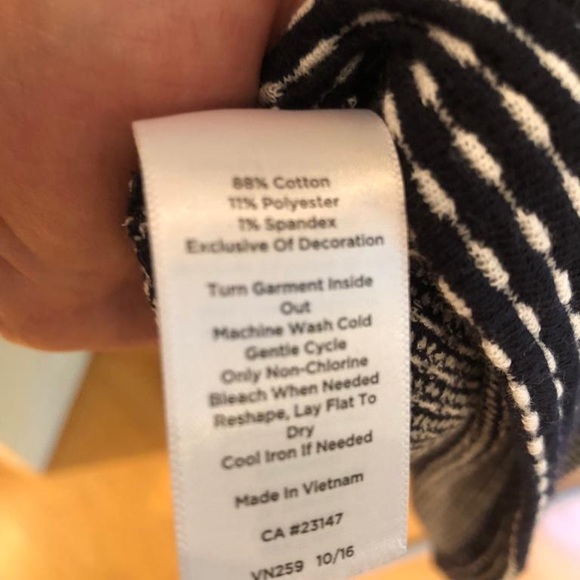 88% Cotton
11% Polyester
1% Spandex
Exclusive Of Decoration
Turn Garment Inside
Out
Machine Wash Cold
Gentle Cycle
Only Non-Chlorine
Bleach When Needed
Reshape, Lay Flat To
Dry
Cool Iron If Needed
Made In Vietnam
CA #23147
VN259 10/16